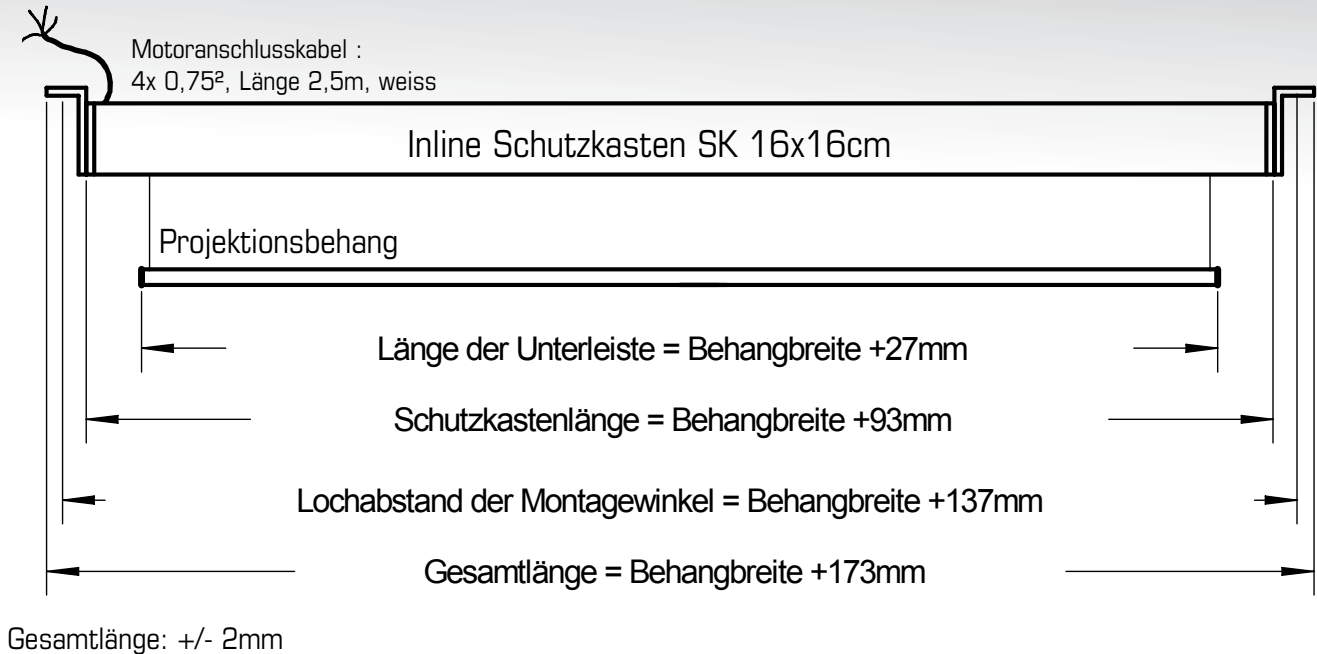 Motoranschlusskabel :
4x 0,75², Länge 2,5m, weiss
Inline Schutzkasten SK 16x16cm
Projektionsbehang
Länge der Unterleiste = Behangbreite +27mm
Schutzkastenlänge = Behangbreite +93mm
Lochabstand der Montagewinkel = Behangbreite +137mm
Gesamtlänge = Behangbreite +173mm
Gesamtlänge: +/- 2mm